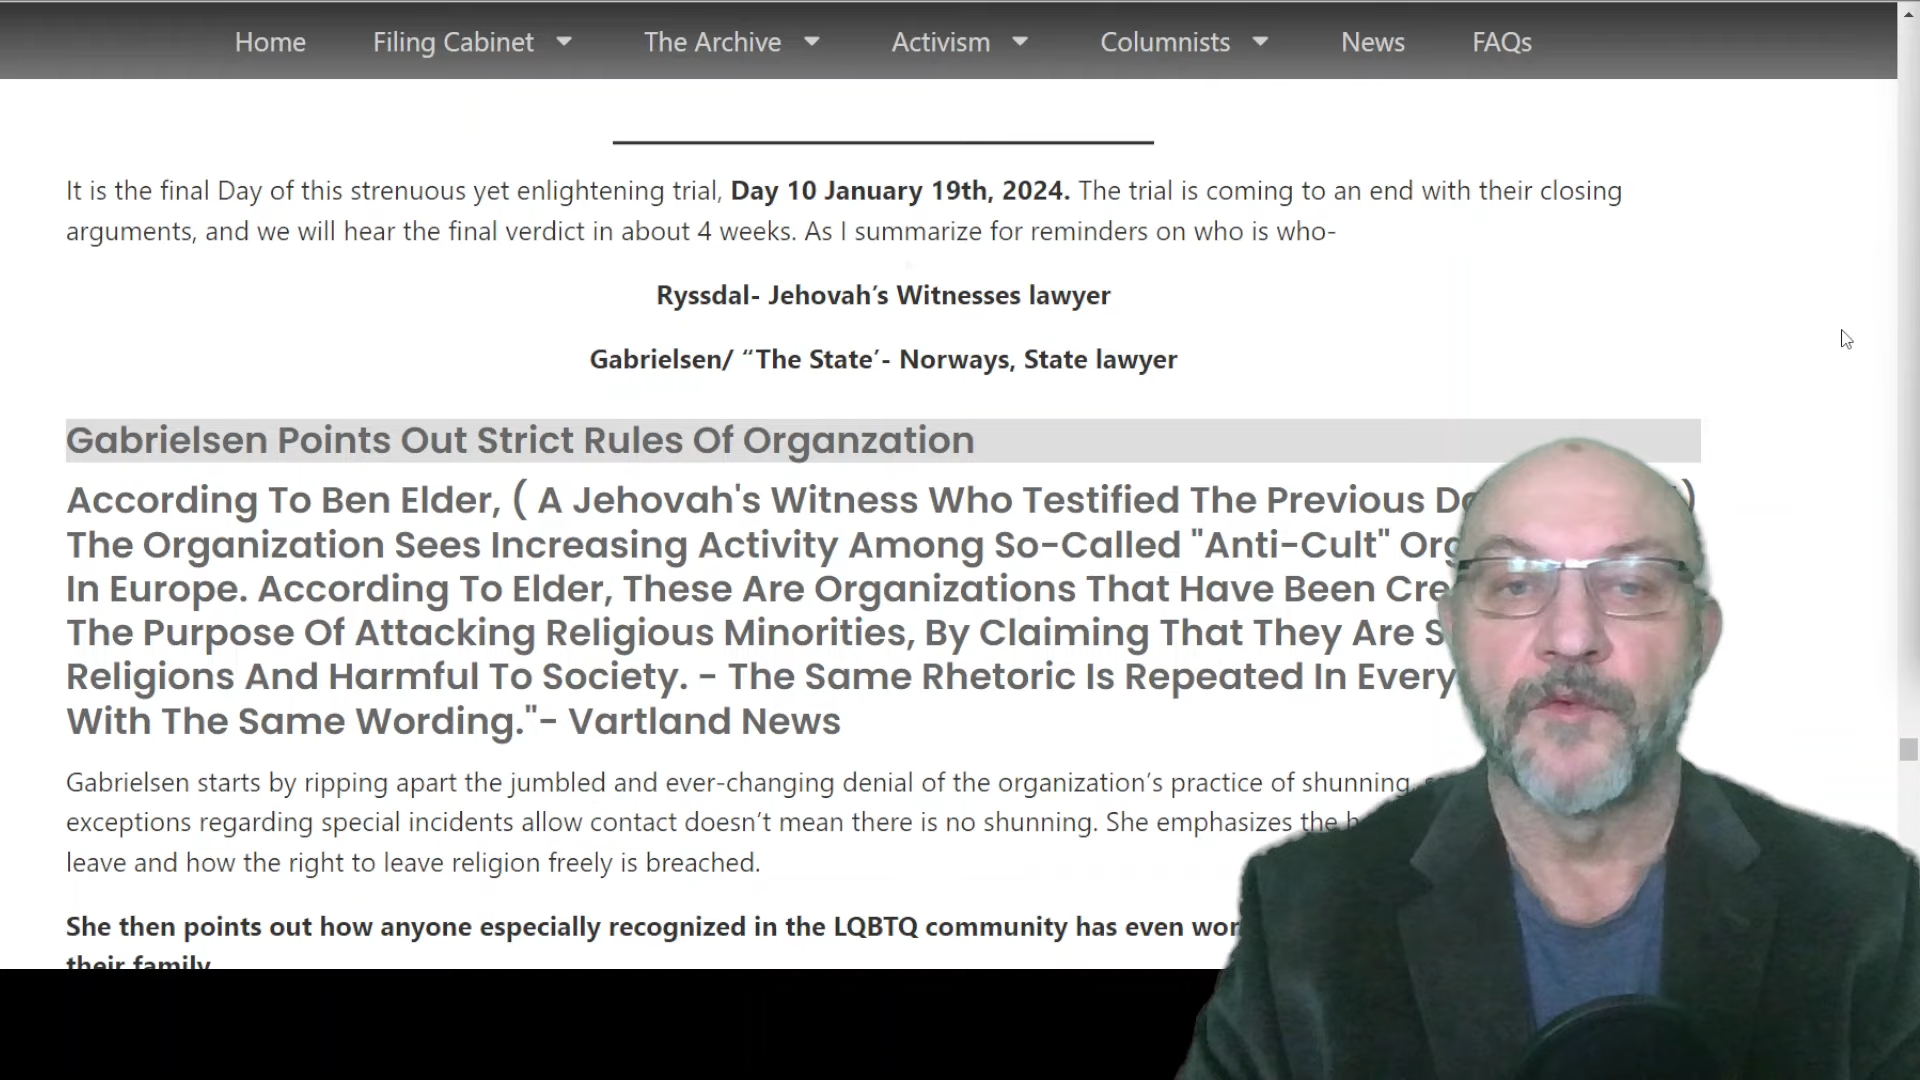 Home Filing Cabinet The Archive Activism Columnists News FAQs
It is the final Day of this strenuous yet enlightening trial, Day 10 January 19th, 2024. The trial is coming to an end with their closing
arguments, and we will hear the final verdict in about 4 weeks. As I summarize for reminders on who is who-
Ryssdal- Jehovah’s Witnesses lawyer
Gabrielsen/ “The State’- Norways, State lawyer
Gabrielsen Points Out Strict Rules Of Organzation
According To Ben Elder, ( A Jehovah's Witness Who Testified The Previous )
The Organization Sees Increasing Activity Among So-Called "Anti-Cult"
In Europe. According To Elder, These Are Organizations That Have Been
The Purpose Of Attacking Religious Minorities, By Claiming That They Are
Religions And Harmful To Society. - The Same Rhetoric Is Repeated In Every
With The Same Wording."- Vartland News
Gabrielsen starts by ripping apart the jumbled and ever-changing denial of the organization’s practice of shunning,
exceptions regarding special incidents allow contact doesn’t mean there is no shunning. She emphasizes the
leave and how the right to leave religion freely is breached.
She then points out how anyone especially recognized in the LQBTQ community has even
their family